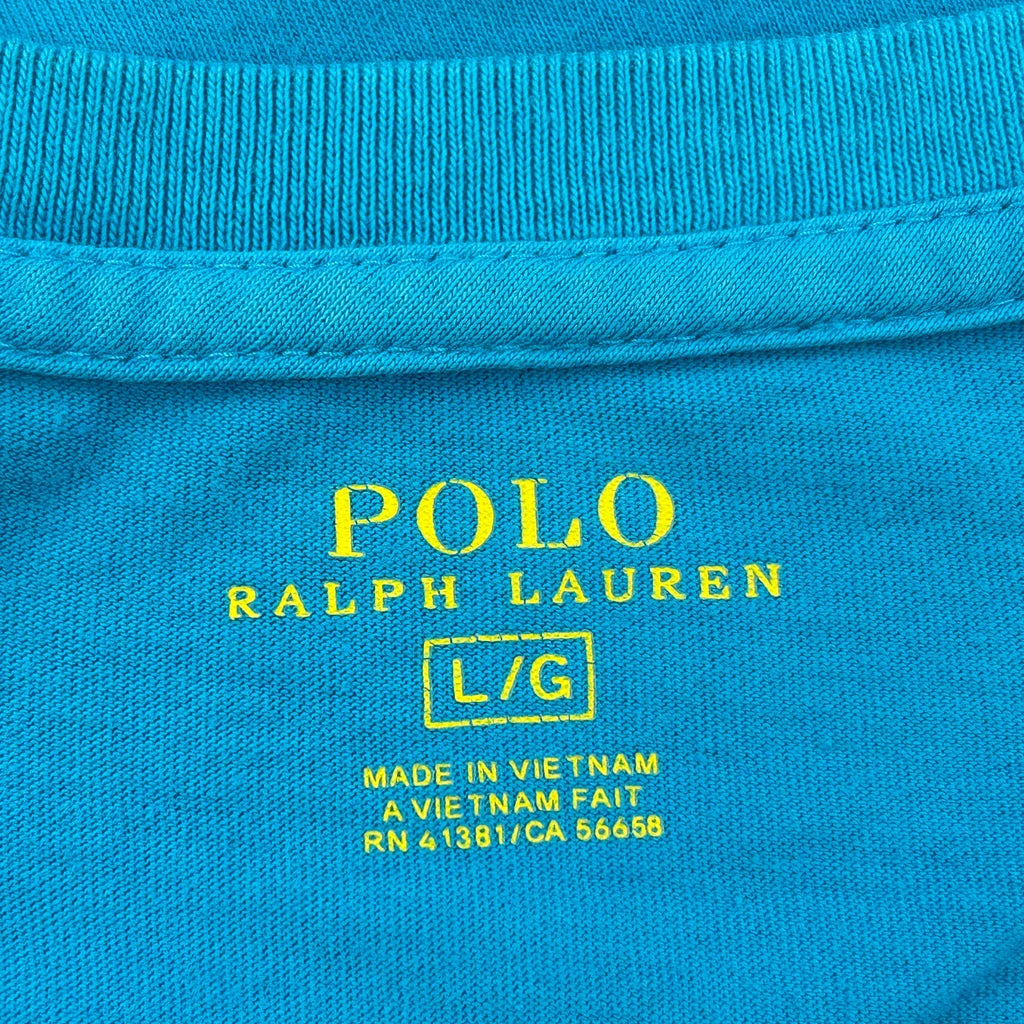 POLO
RALPH LAUREN
L/G
MADE IN VIETNAM
A VIETNAM FAIT
RN 41381/CA 56658